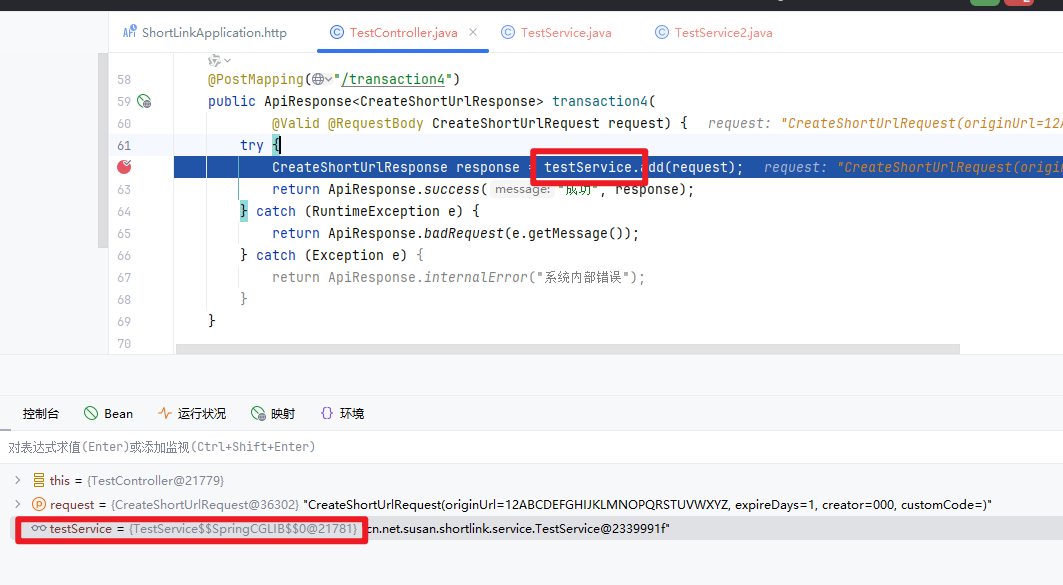 ShortLinkApplication.http TestController.java TestService.java TestService2.java
58 @PostMapping("/transaction4")
59 public ApiResponse<CreateShortUrlResponse> transaction4(
60 @Valid @RequestBody CreateShortUrlRequest request) { request: "CreateShortUrlRequest(originUrl=12
61 try {
CreateShortUrlResponse response = testService.add(request); request: "CreateShortUrlRequest(origin
63 return ApiResponse.success( message: "成功", response);
64 } catch (RuntimeException e) {
65 return ApiResponse.badRequest(e.getMessage());
66 } catch (Exception e) {
67 return ApiResponse.internalError("系统内部错误");
68 }
69 }
70
控制台 Bean 运行状况 映射 环境
对表达式求值(Enter)或添加监视(Ctrl+Shift+Enter)
this = {TestController@21779}
request = {CreateShortUrlRequest@36302} "CreateShortUrlRequest(originUrl=12ABCDEFGHIJKLMNOPQRSTUVWXYZ, expireDays=1, creator=000, customCode=)"
testService = {TestService$$SpringCGLIB$$0@21781} "cn.net.susan.shortlink.service.TestService@2339991f"